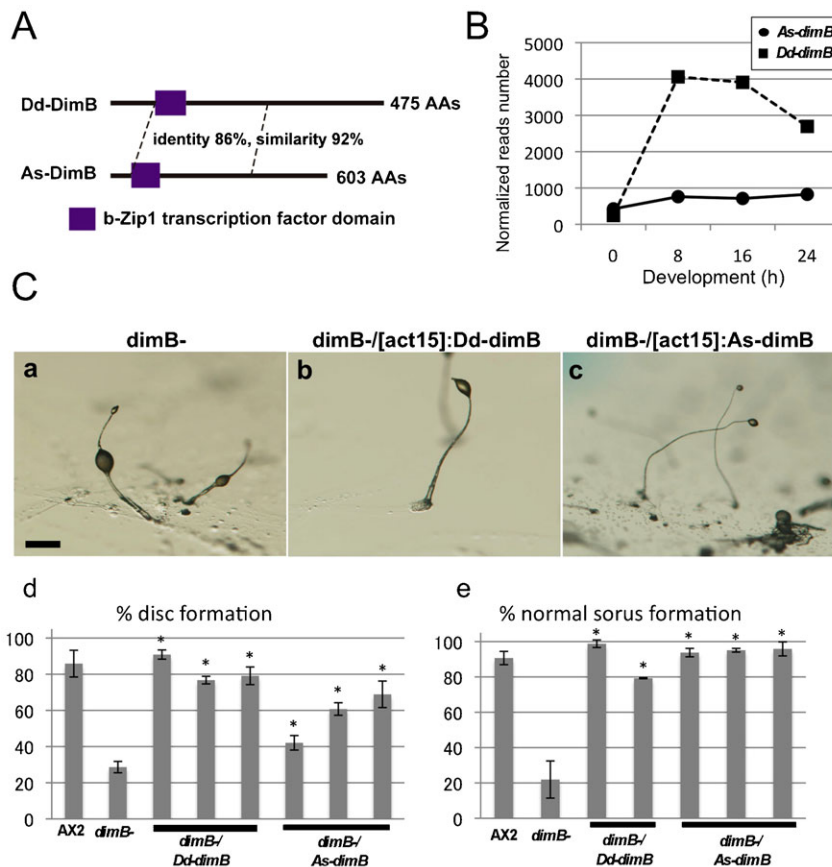 A
Dd-DimB
475 AAs
identity 86%, similarity 92%
As-DimB
603 AAs
b-Zip1 transcription factor domain
B
As-dimB
Dd-dimB
Normalized reads number
5000
4000
3000
2000
1000
0
0 8 16 24
Development (h)
C
dimB-
dimB-/[act15]:Dd-dimB
dimB-/[act15]:As-dimB
a
b
c
d
% disc formation
100
80
60
40
20
0
* * * * * *
AX2 dimB- dimB-/ dimB-/
Dd-dimB As-dimB
e
% normal sorus formation
100
80
60
40
20
0
* * * * *
AX2 dimB- dimB-/ dimB-/
Dd-dimB As-dimB